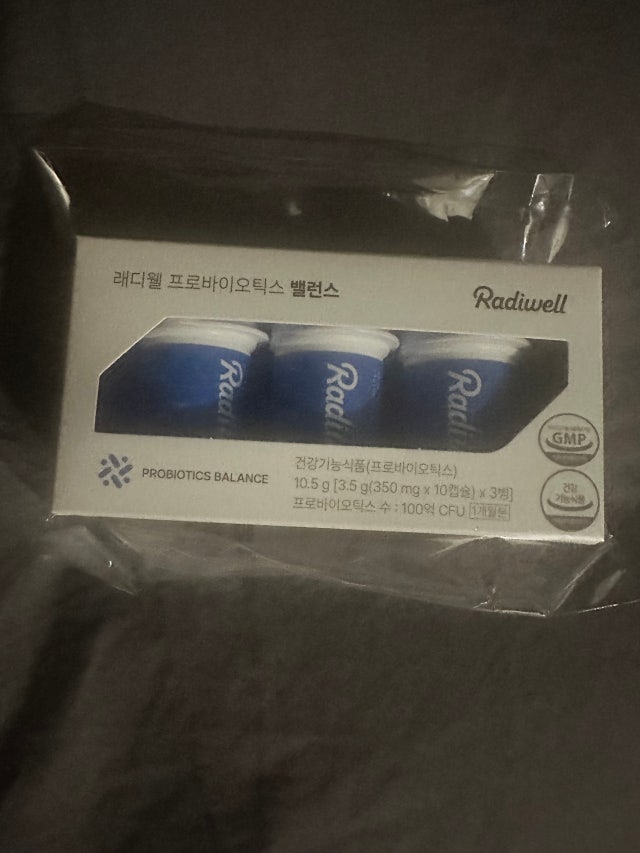 래디웰 프로바이오틱스 밸런스
Radiwell
Radi
Radi
Radi
PROBIOTICS BALANCE
건강기능식품(프로바이오틱스)
10.5 g [3.5 g(350 mg x 10캡슐) x 3병]
프로바이오틱스 수 : 100억 CFU 1개월분
GMP
건강
기능식품